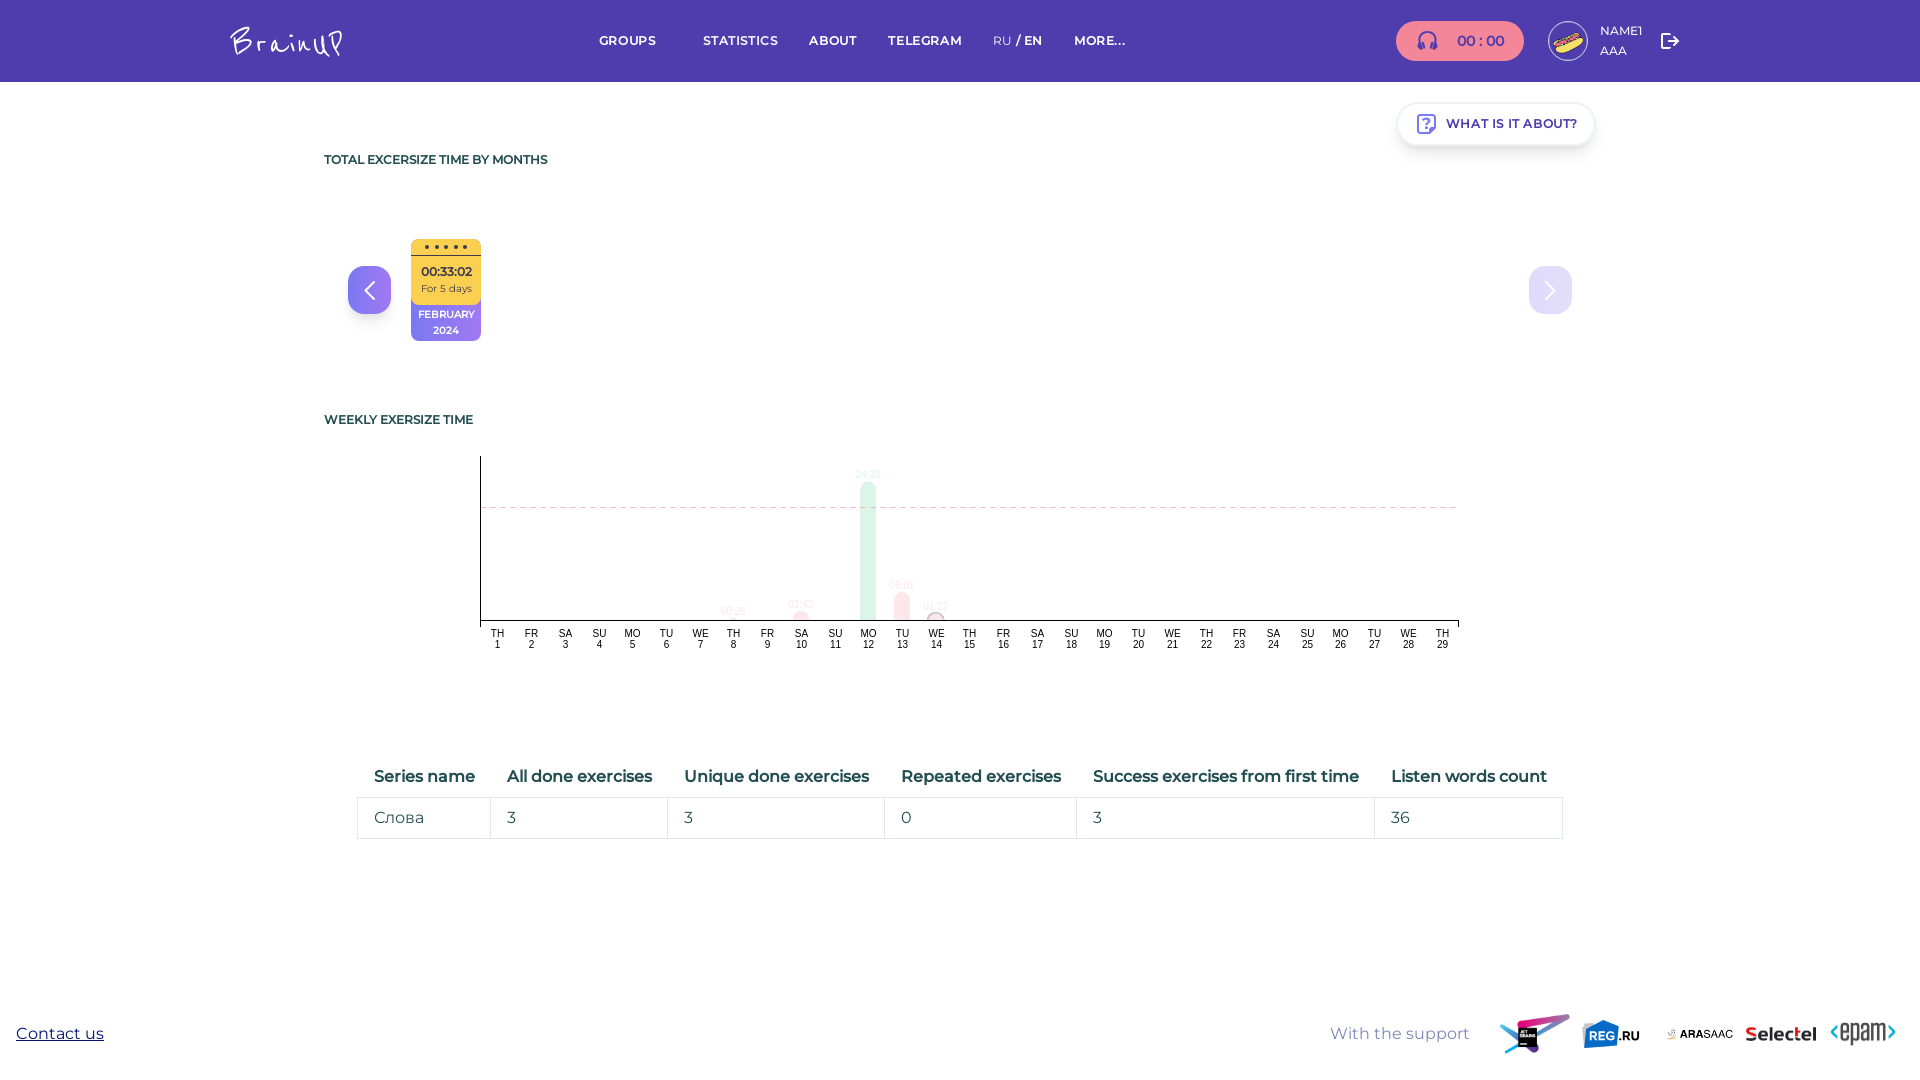 BrainUP
GROUPS STATISTICS ABOUT TELEGRAM RU / EN MORE...
00 : 00
NAME1
AAA
WHAT IS IT ABOUT?
TOTAL EXCERSIZE TIME BY MONTHS
00:33:02
For 5 days
FEBRUARY
2024
WEEKLY EXERSIZE TIME
24:30
05:01
01:43
01:22
00:26
TH FR SA SU MO TU WE TH FR SA SU MO TU WE TH FR SA SU MO TU WE TH FR SA SU MO TU WE TH
1 2 3 4 5 6 7 8 9 10 11 12 13 14 15 16 17 18 19 20 21 22 23 24 25 26 27 28 29
Series name All done exercises Unique done exercises Repeated exercises Success exercises from first time Listen words count
Слова 3 3 0 3 36
Contact us
With the support
REG.RU
ARASAAC
Selectel
<epam>